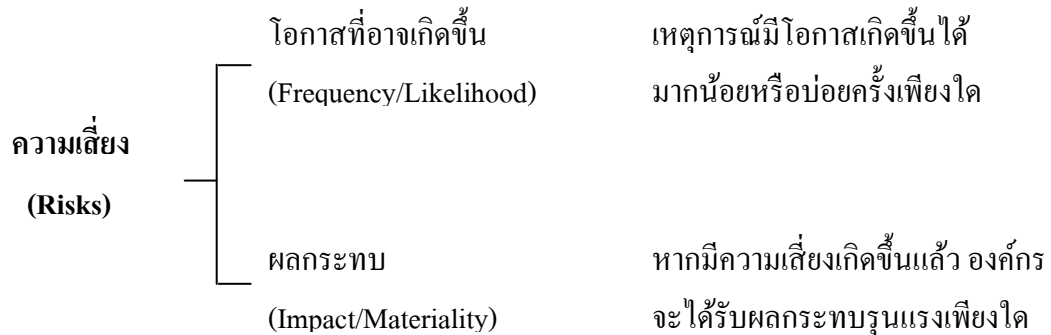 โอกาสที่อาจเกิดขึ้น เหตุการณ์มีโอกาสเกิดขึ้นได้
(Frequency/Likelihood) มากน้อยหรือบ่อยครั้งเพียงใด
ความเสี่ยง
(Risks)
ผลกระทบ หากมีความเสี่ยงเกิดขึ้นแล้ว องค์กร
(Impact/Materiality) จะได้รับผลกระทบรุนแรงเพียงใด